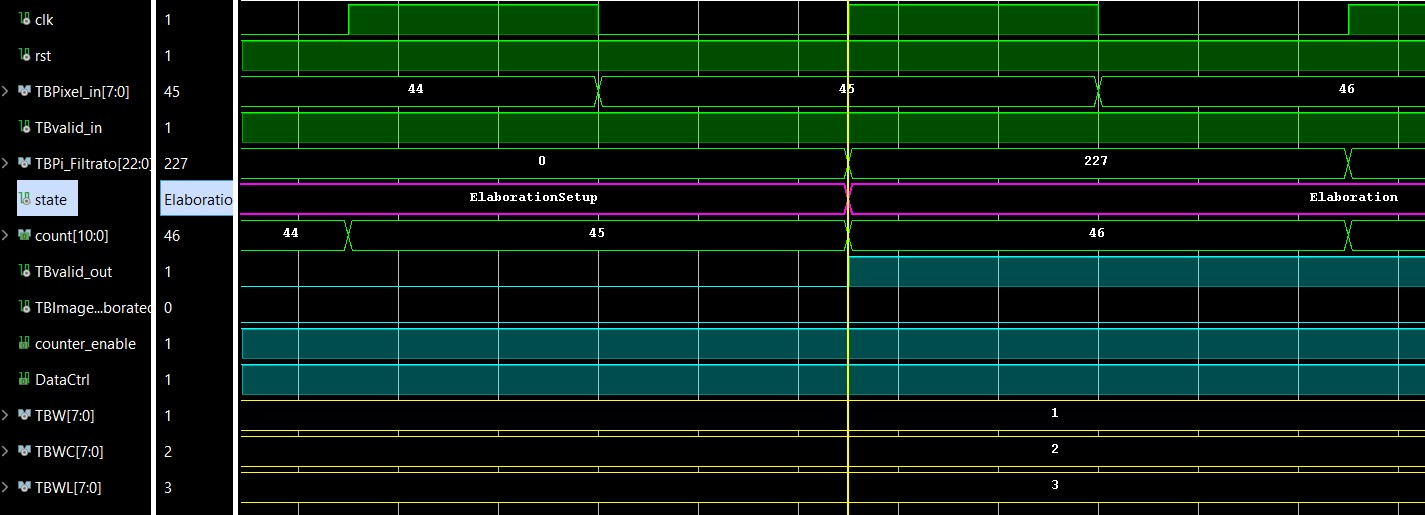 clk 1
rst 1
TBPixel_in[7:0] 45 44 45 46
TBvalid_in 1
TBPi_Filtrato[22:0] 227 0 227
state Elaboratio ElaborationSetup Elaboration
count[10:0] 46 44 45 46
TBvalid_out 1
TBImage...borated 0
counter_enable 1
DataCtrl 1
TBW[7:0] 1 1
TBWC[7:0] 2 2
TBWL[7:0] 3 3